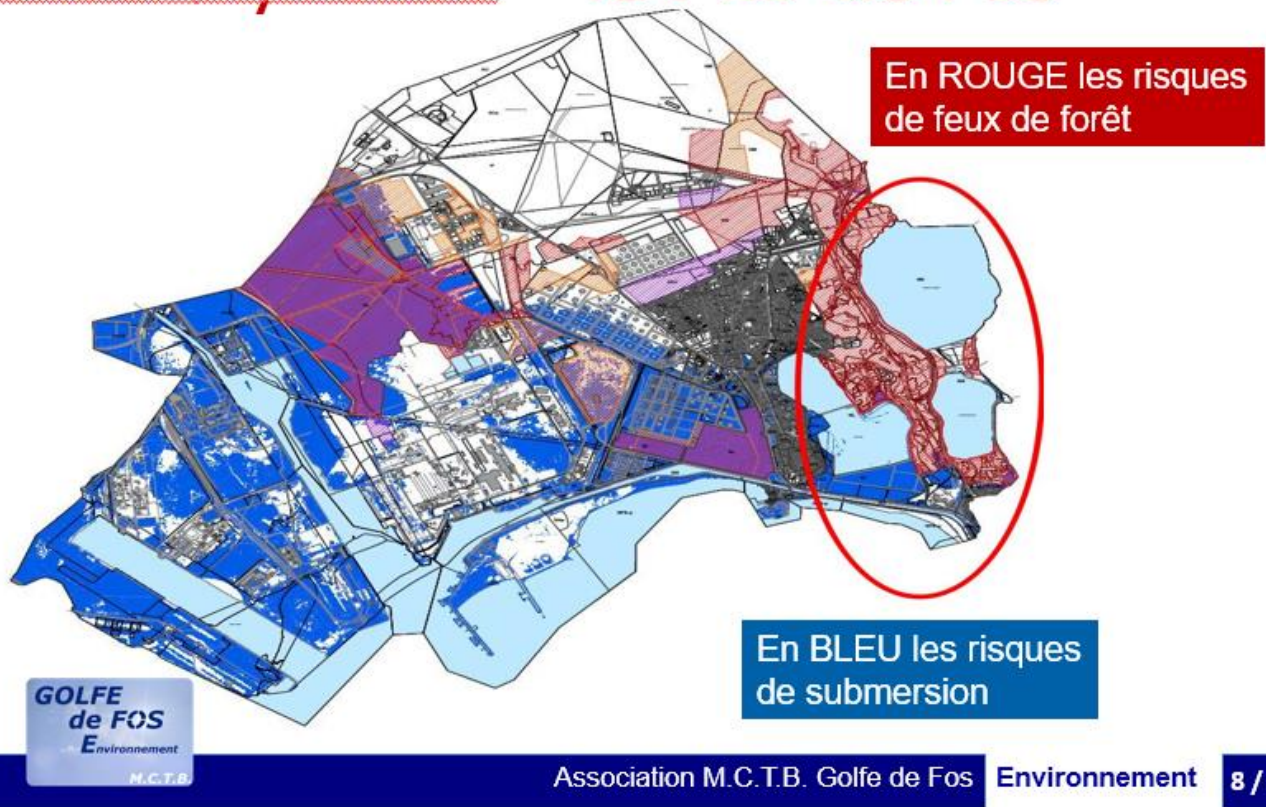 En ROUGE les risques
de feux de forêt
En BLEU les risques
de submersion
GOLFE
de FOS
Environnement
M.C.T.B.
Association M.C.T.B. Golfe de Fos Environnement 8 /